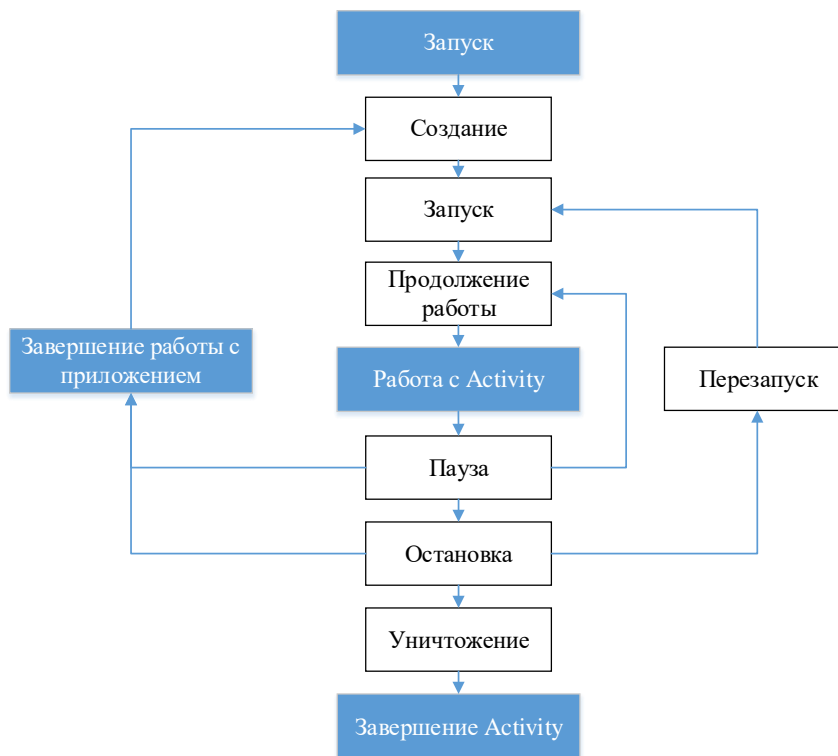 Запуск
Создание
Запуск
Продолжение
работы
Завершение работы с
приложением
Работа с Activity
Перезапуск
Пауза
Остановка
Уничтожение
Завершение Activity